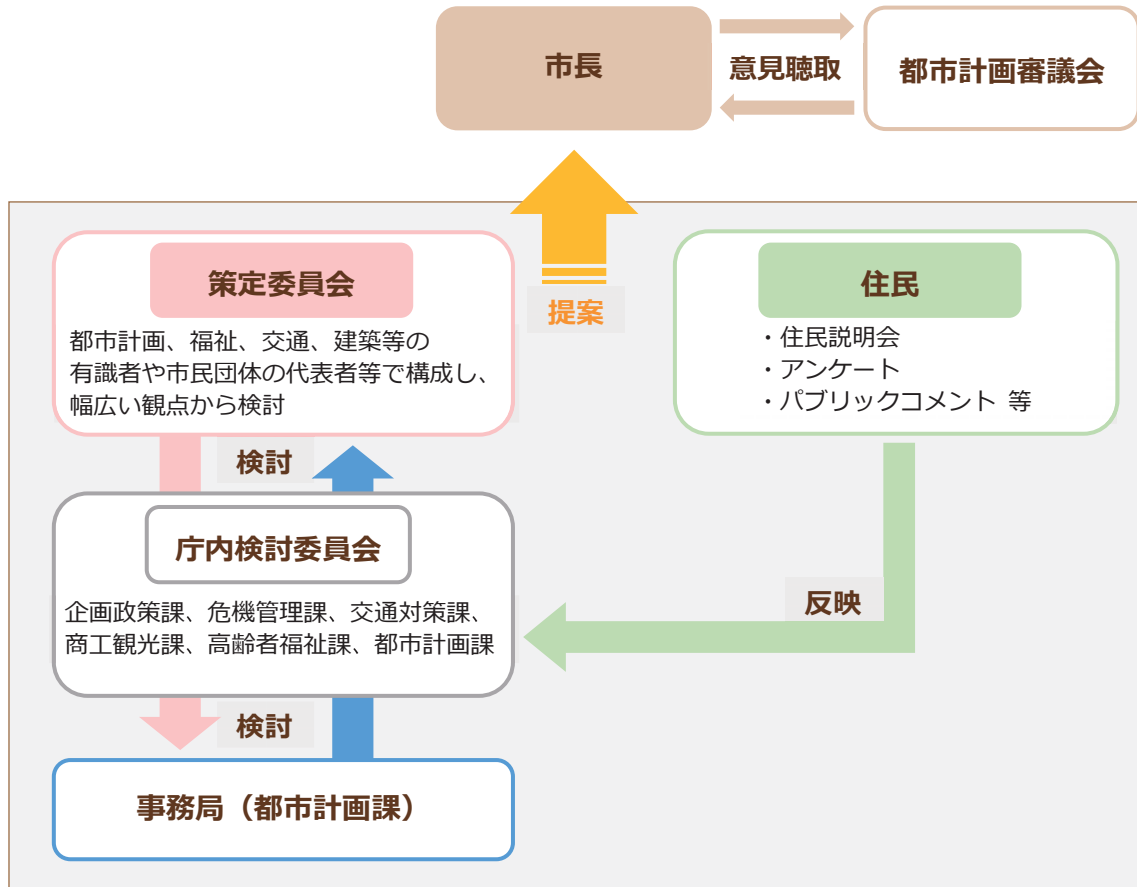 市長
意見聴取
都市計画審議会
提案
策定委員会
都市計画、福祉、交通、建築等の
有識者や市民団体の代表者等で構成し、
幅広い観点から検討
住民
・住民説明会
・アンケート
・パブリックコメント 等
検討
庁内検討委員会
企画政策課、危機管理課、交通対策課、
商工観光課、高齢者福祉課、都市計画課
反映
検討
事務局（都市計画課）